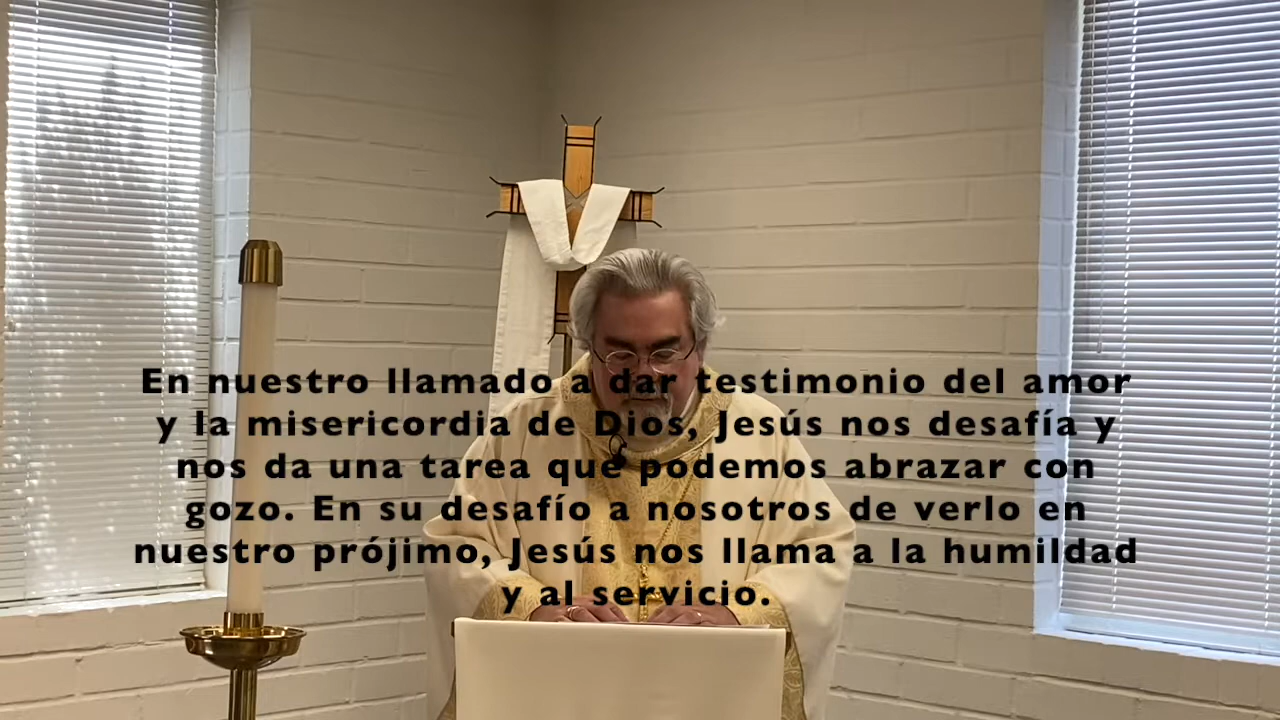 En nuestro llamado a dar testimonio del amor
y la misericordia de Dios, Jesús nos desafía y
nos da una tarea que podemos abrazar con
gozo. En su desafío a nosotros de verlo en
nuestro prójimo, Jesús nos llama a la humildad
y al servicio.